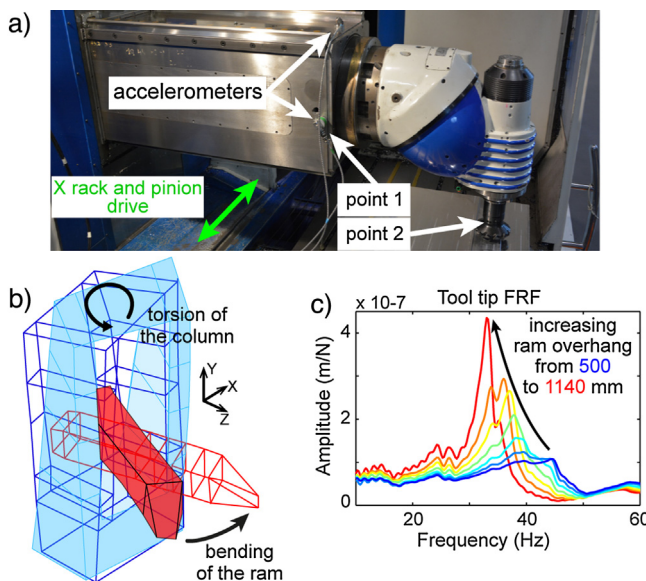 a)
accelerometers
X rack and pinion
drive
point 1
point 2
b)
torsion of
the column
Y
X
Z
bending
of the ram
c)
x 10-7
Tool tip FRF
increasing
ram overhang
from 500
to 1140 mm
Amplitude (m/N)
4
2
0
20
40
60
Frequency (Hz)